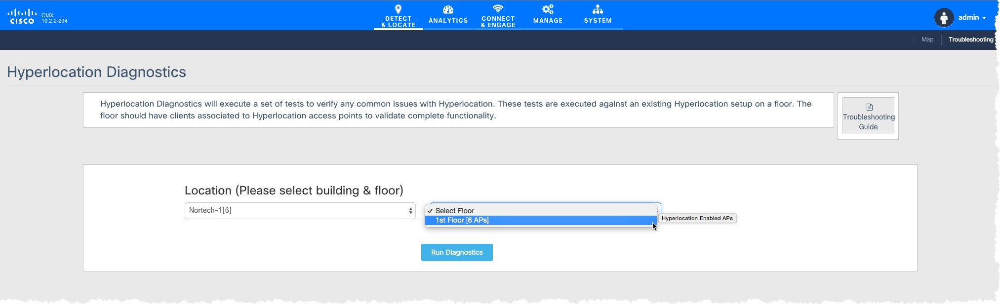 CISCO
CMX
10.2.2-294
DETECT
& LOCATE
ANALYTICS
CONNECT
& ENGAGE
MANAGE
SYSTEM
admin
Map
Troubleshooting
Hyperlocation Diagnostics
Hyperlocation Diagnostics will execute a set of tests to verify any common issues with Hyperlocation. These tests are executed against an existing Hyperlocation setup on a floor. The
floor should have clients associated to Hyperlocation access points to validate complete functionality.
Troubleshooting
Guide
Location (Please select building & floor)
Nortech-1[6]
✓ Select Floor
1st Floor [6 APs]
Hyperlocation Enabled APs
Run Diagnostics